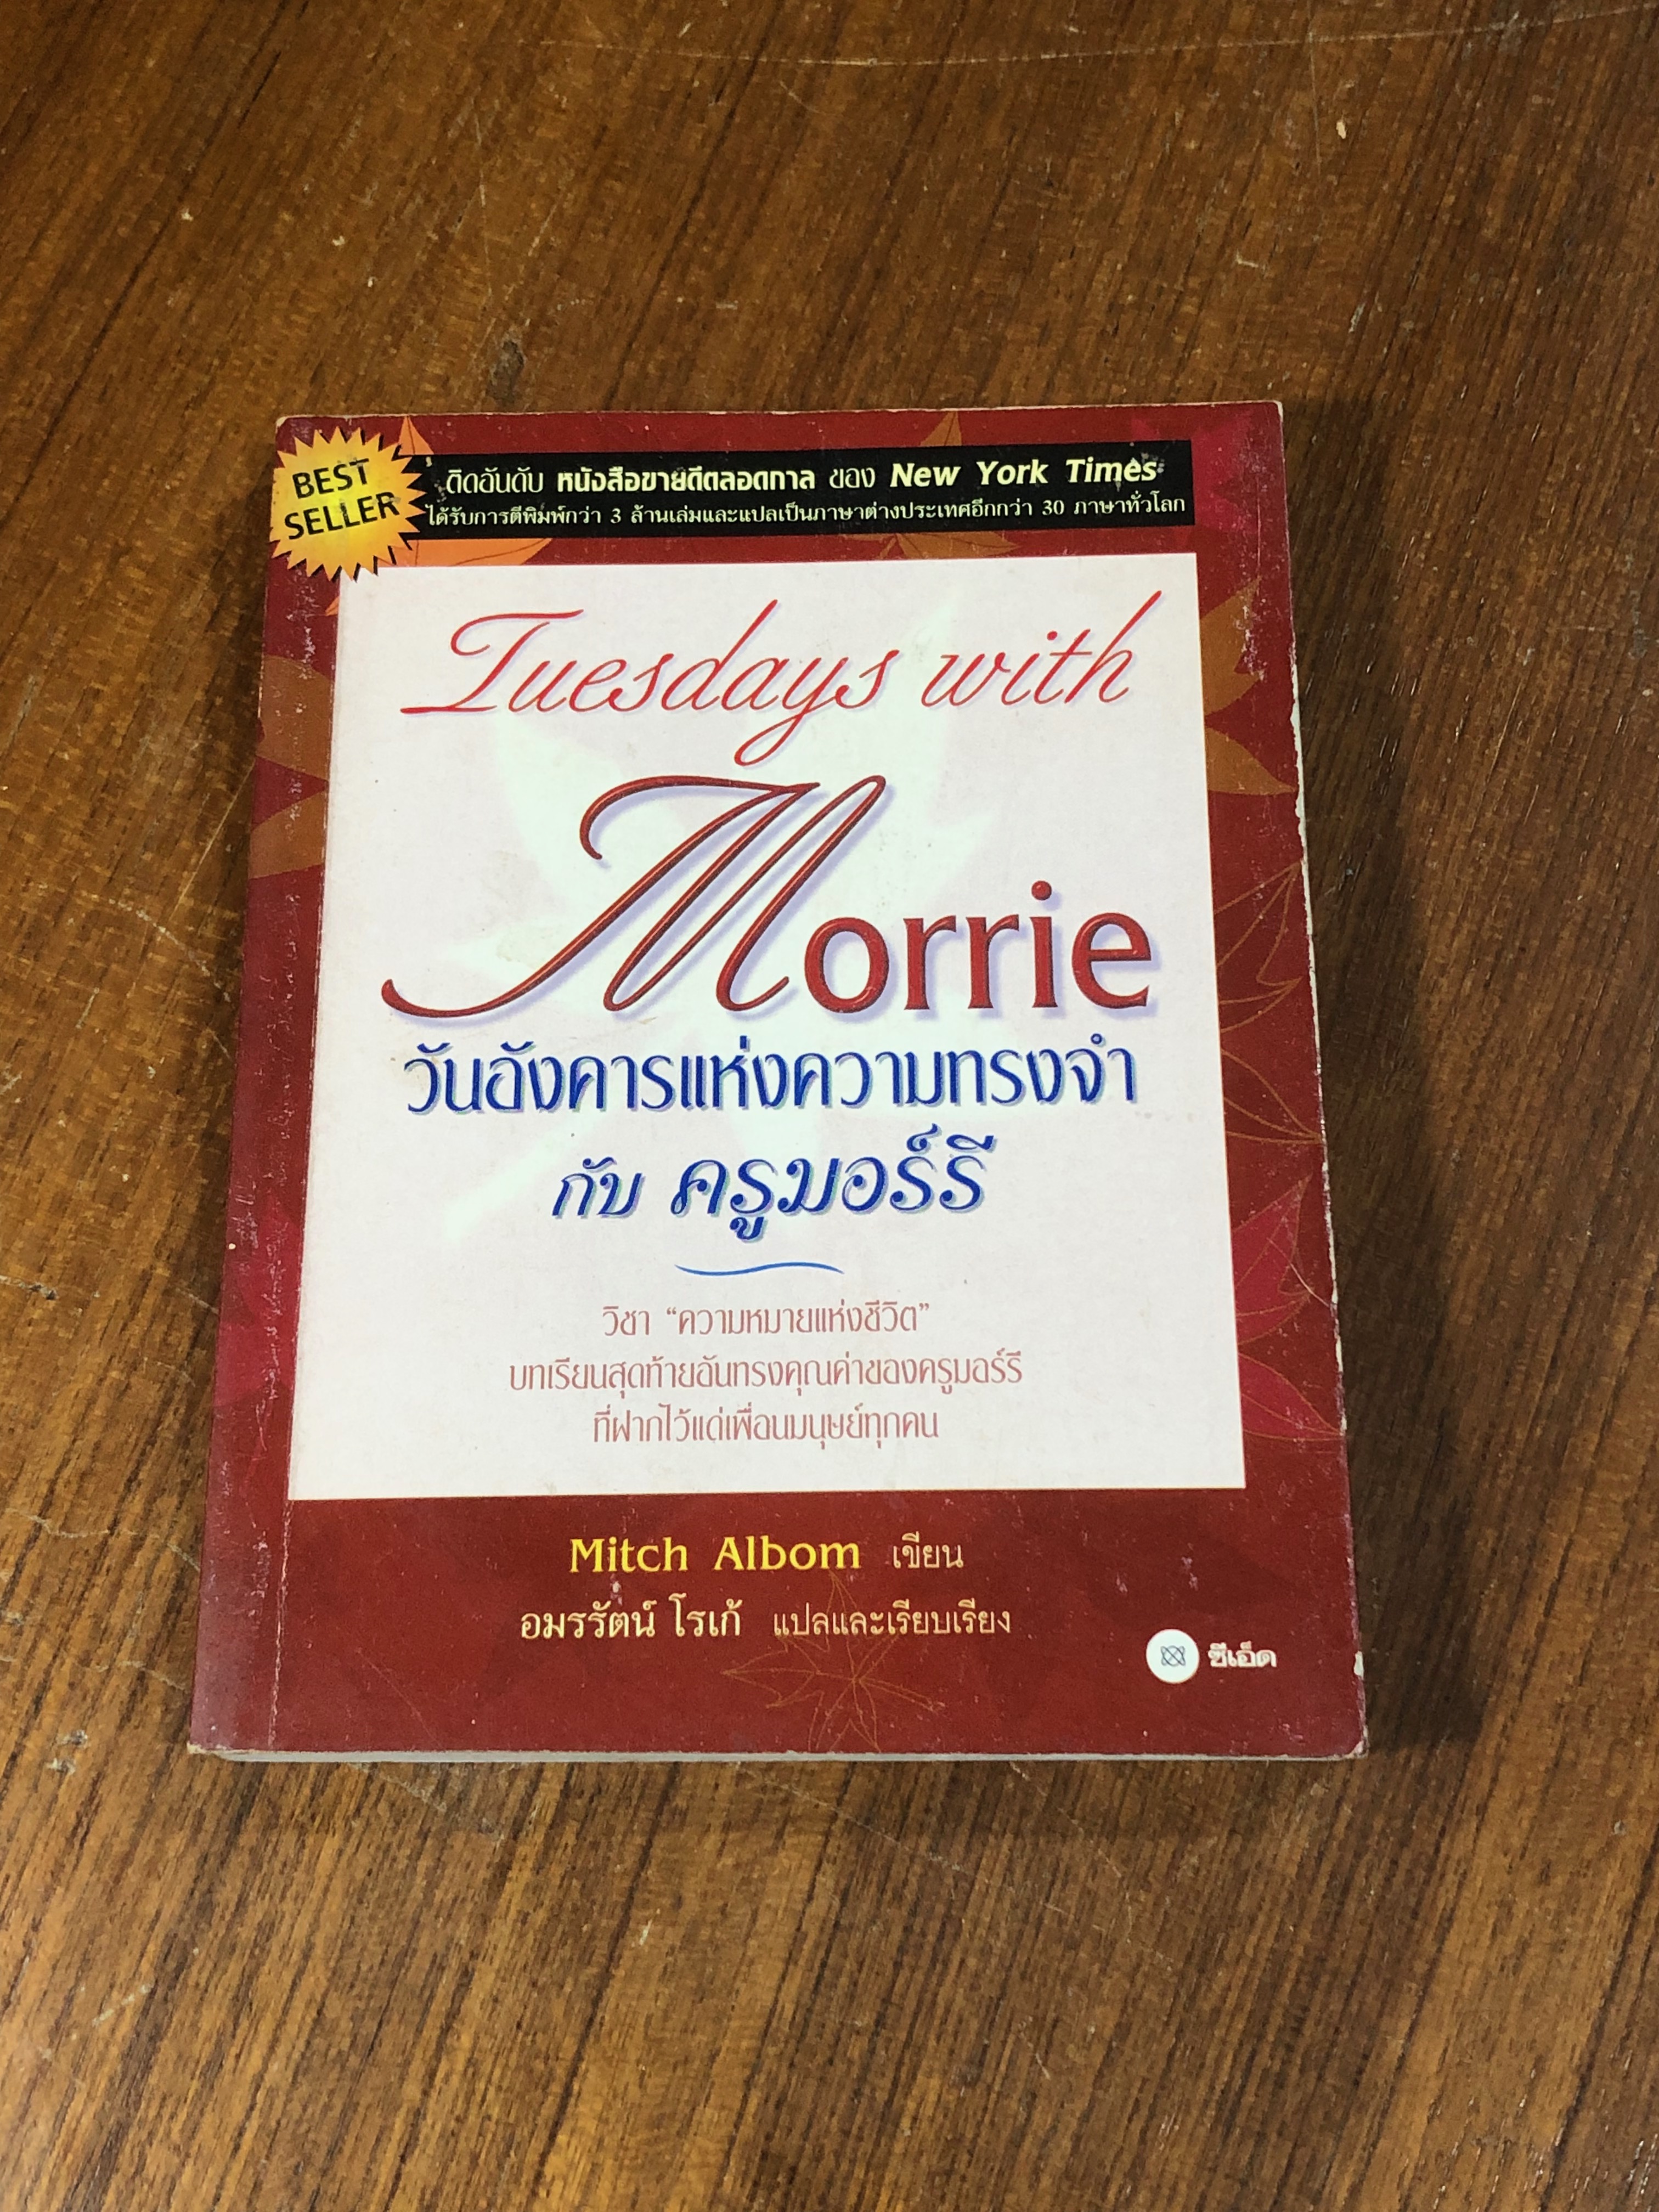 BEST
SELLER
ติดอันดับ หนังสือขายดีตลอดกาล ของ New York Times
ได้รับการตีพิมพ์กว่า 3 ล้านเล่มและแปลเป็นภาษาต่างประเทศอีกกว่า 30 ภาษาทั่วโลก
Tuesdays with
Morrie
วันอังคารแห่งความทรงจำ
กับ ครูมอร์รี
วิชา “ความหมายแห่งชีวิต”
บทเรียนสุดท้ายอันทรงคุณค่าของครูมอร์รี
ที่ฝากไว้แด่เพื่อนมนุษย์ทุกคน
Mitch Albom เขียน
อมรรัตน์ โรเก้ แปลและเรียบเรียง
ซีเอ็ด